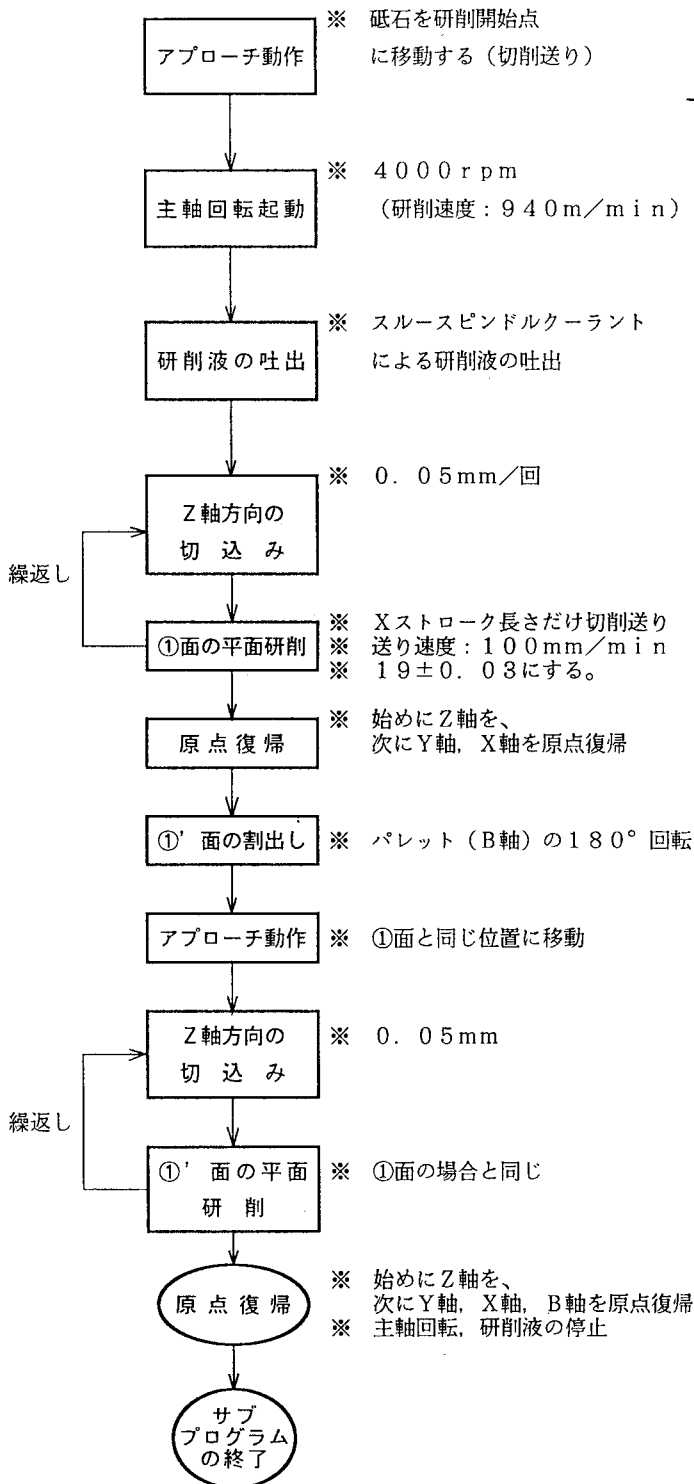 アプローチ動作
※ 砥石を研削開始点
に移動する（切削送り）
主軸回転起動
※ 4000rpm
（研削速度：940m／min）
研削液の吐出
※ スルースピンドルクーラント
による研削液の吐出
Z軸方向の
切込み
※ 0．05mm／回
繰返し
①面の平面研削
※ Xストローク長さだけ切削送り
※ 送り速度：100mm／min
※ 19±0．03にする。
原点復帰
※ 始めにZ軸を、
次にY軸，X軸を原点復帰
①’面の割出し
※ パレット（B軸）の180°回転
アプローチ動作
※ ①面と同じ位置に移動
Z軸方向の
切込み
※ 0．05mm
繰返し
①’面の平面
研削
※ ①面の場合と同じ
原点復帰
※ 始めにZ軸を、
次にY軸，X軸，B軸を原点復帰
※ 主軸回転，研削液の停止
サブ
プログラム
の終了